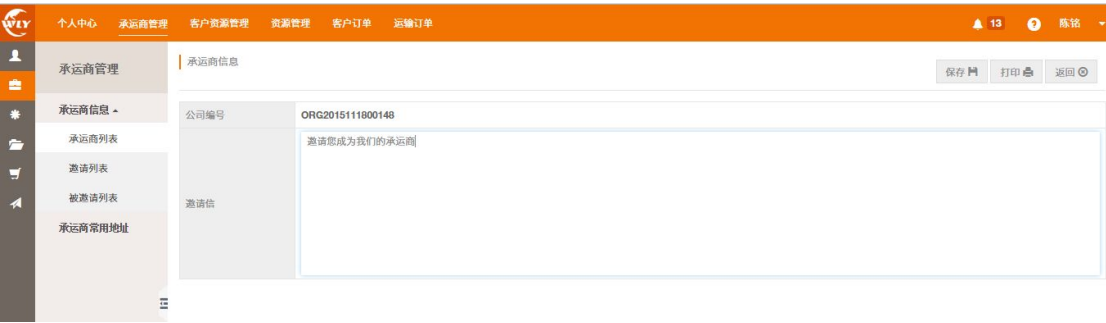 WLY 个人中心 承运商管理 客户资源管理 资源管理 客户订单 运输订单 13 陈铭
承运商管理
承运商信息
承运商列表
邀请列表
被邀请列表
承运商常用地址
承运商信息
保存 打印 返回
公司编号 ORG2015111800148
邀请信 邀请您成为我们的承运商